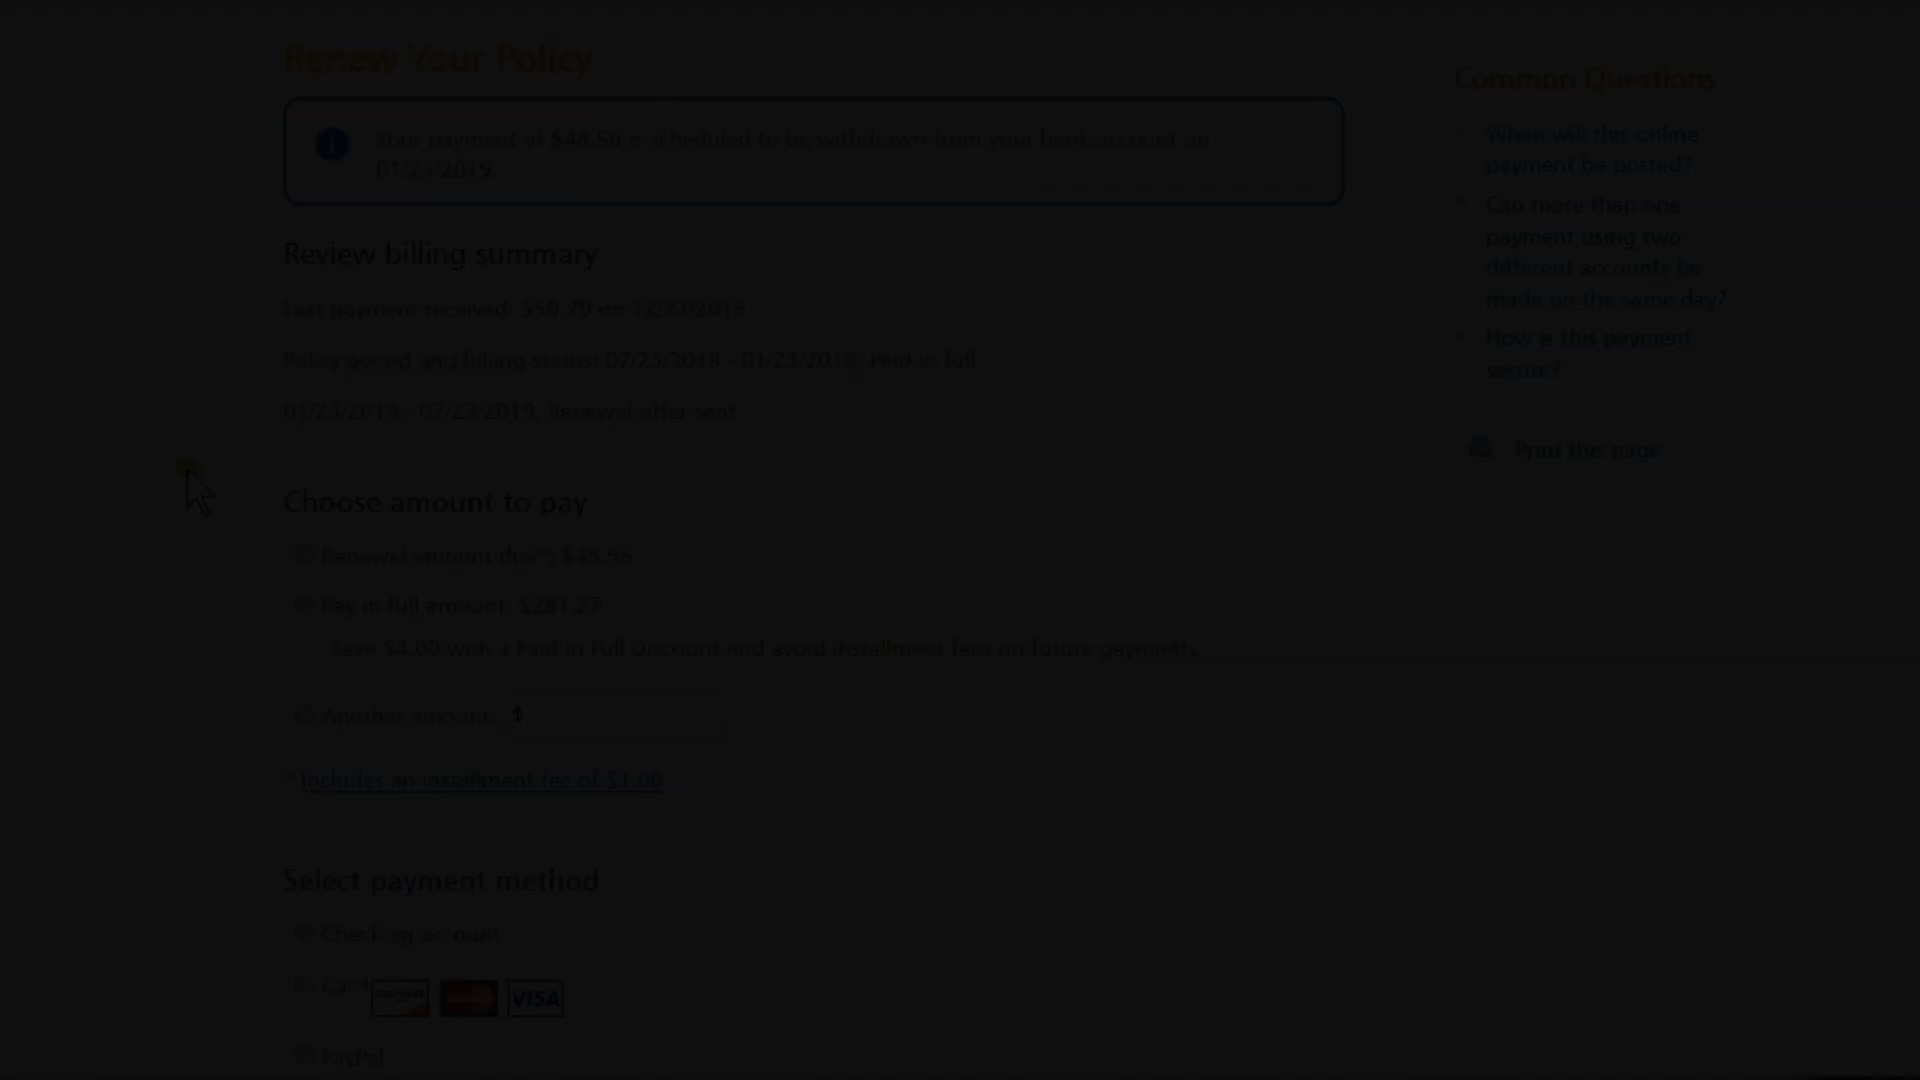 Renew Your Policy
Your payment of $48.56 is scheduled to be withdrawn from your bank account on
01/23/2019.
Review billing summary
Last payment received: $50.79 on 12/23/2018
Policy period and billing status: 07/23/2018 - 01/23/2019, Paid in full
01/23/2019 - 07/23/2019, Renewal offer sent
Choose amount to pay
Renewal amount due*: $48.56
Pay in full amount: $281.27
Save $4.00 with a Paid in Full Discount and avoid installment fees on future payments.
Another amount: $
* Includes an installment fee of $1.00
Select payment method
Checking account
Card DISCOVER VISA
PayPal
Common Questions
When will this online
payment be posted?
Can more than one
payment using two
different accounts be
made on the same day?
How is this payment
secure?
Print this page